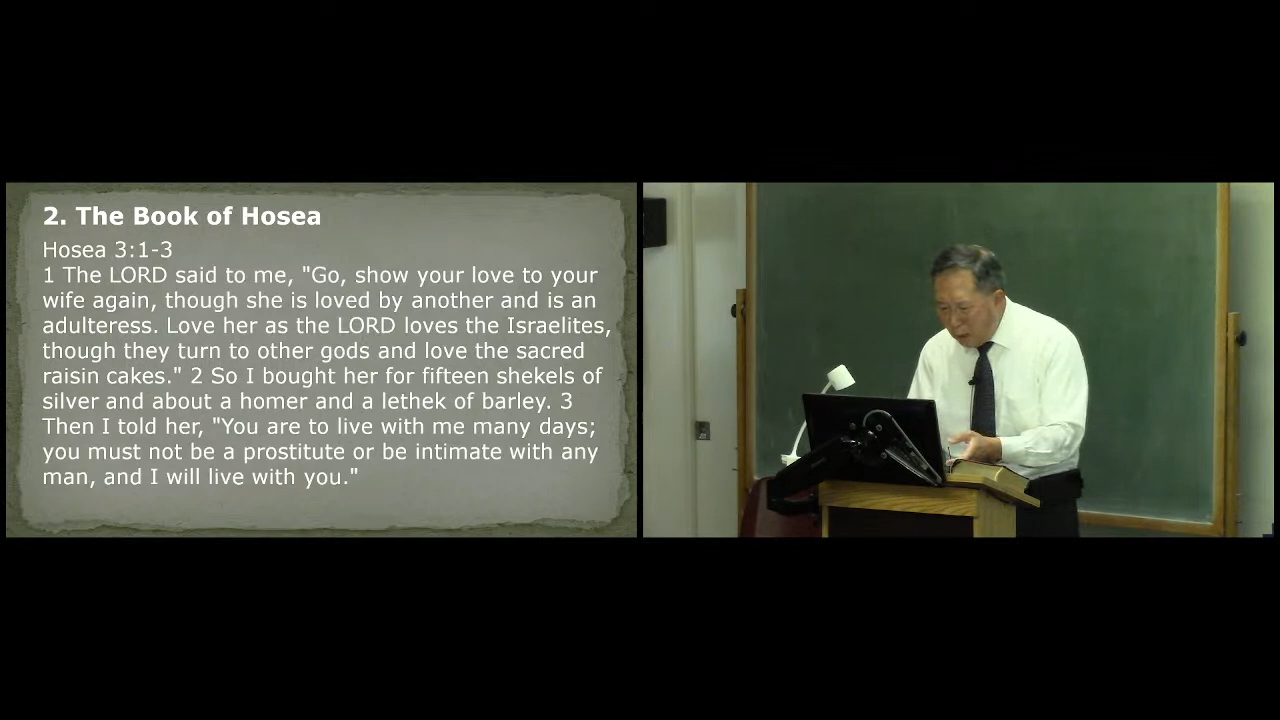 2. The Book of Hosea
Hosea 3:1-3
1 The LORD said to me, "Go, show your love to your
wife again, though she is loved by another and is an
adulteress. Love her as the LORD loves the Israelites,
though they turn to other gods and love the sacred
raisin cakes." 2 So I bought her for fifteen shekels of
silver and about a homer and a lethek of barley. 3
Then I told her, "You are to live with me many days;
you must not be a prostitute or be intimate with any
man, and I will live with you."